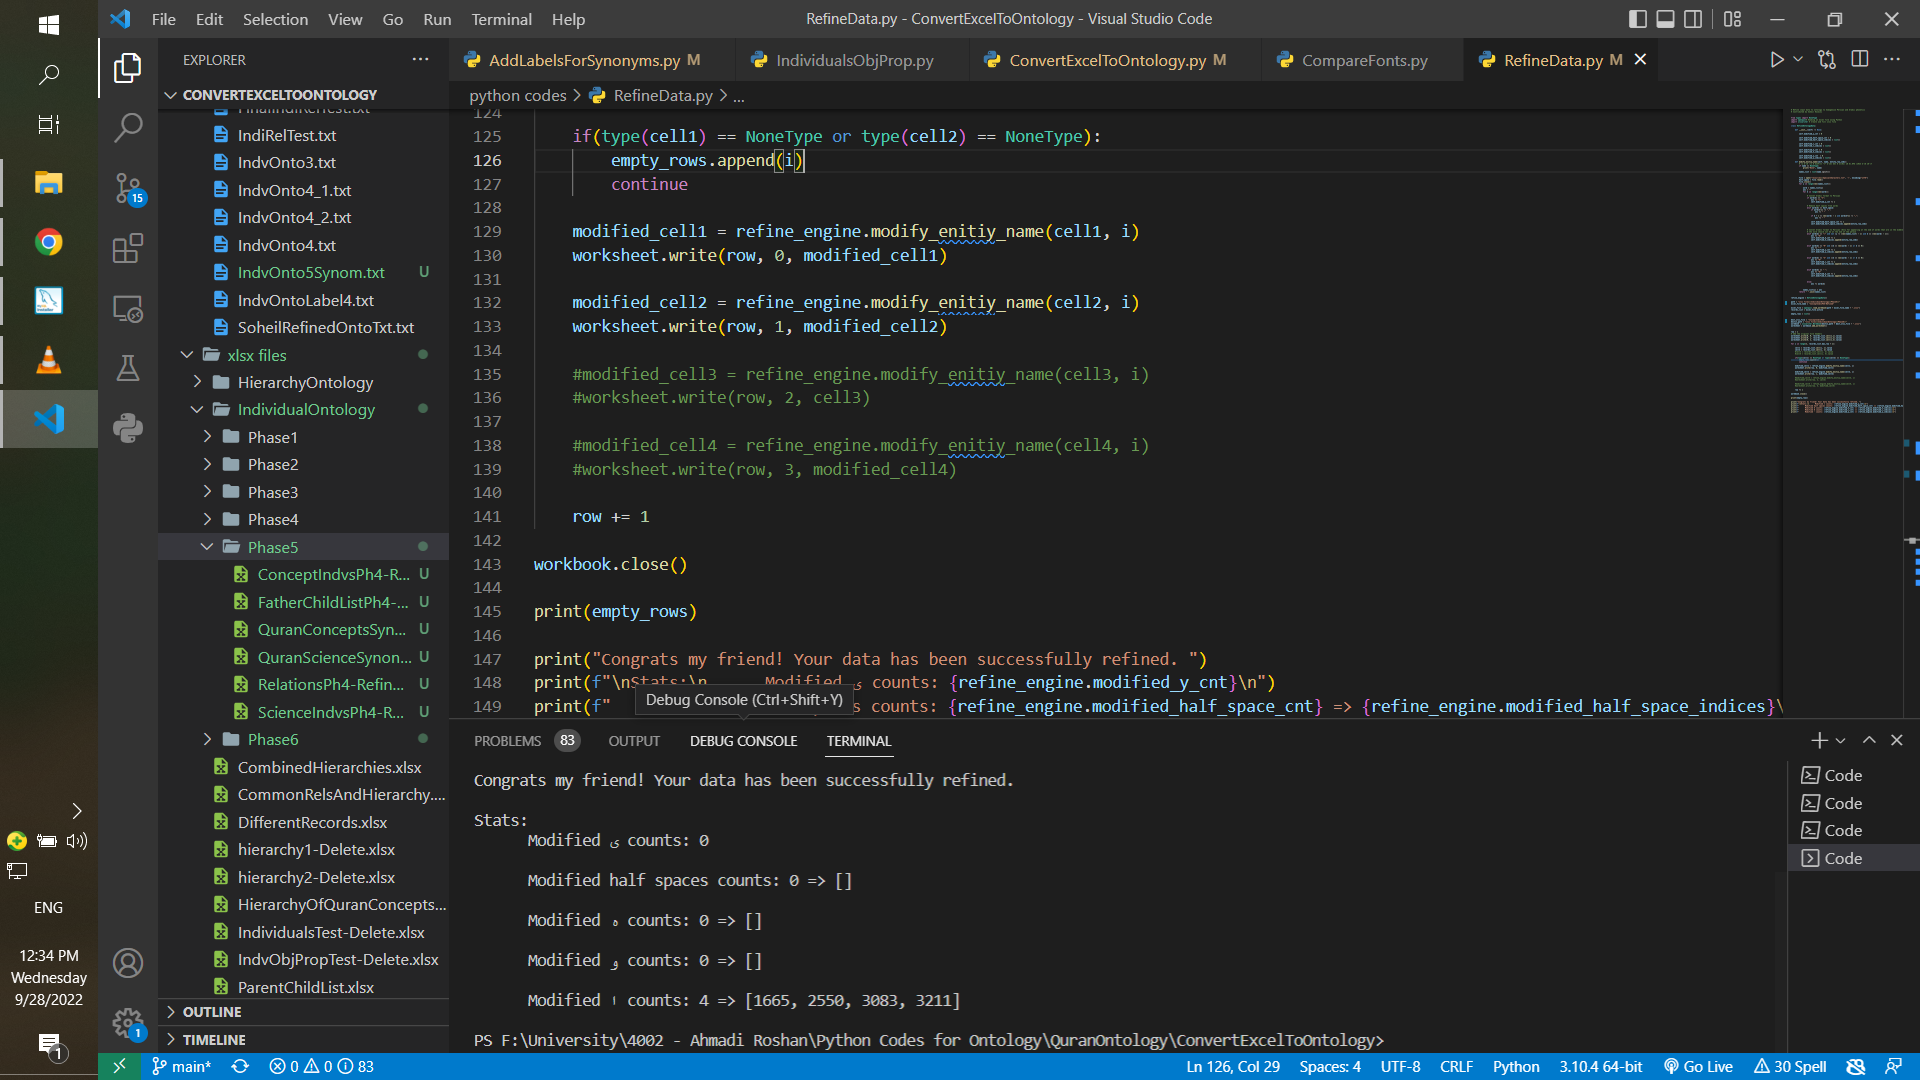 File Edit Selection View Go Run Terminal Help
RefineData.py - ConvertExcelToOntology - Visual Studio Code
EXPLORER
AddLabelsForSynonyms.py M
IndividualsObjProp.py
ConvertExcelToOntology.py M
CompareFonts.py
RefineData.py M
python codes > RefineData.py > ...
CONVERTEXCELTOONTOLOGY
IndiRelTest.txt
IndvOnto3.txt
IndvOnto4_1.txt
IndvOnto4_2.txt
IndvOnto4.txt
IndvOnto5Synom.txt U
IndvOntoLabel4.txt
SoheilRefinedOntoTxt.txt
xlsx files
HierarchyOntology
IndividualOntology
Phase1
Phase2
Phase3
Phase4
Phase5
ConceptIndvsPh4-R... U
FatherChildListPh4-... U
QuranConceptsSyn... U
QuranScienceSynon... U
RelationsPh4-Refin... U
ScienceIndvsPh4-R... U
Phase6
CombinedHierarchies.xlsx
CommonRelsAndHierarchy....
DifferentRecords.xlsx
hierarchy1-Delete.xlsx
hierarchy2-Delete.xlsx
HierarchyOfQuranConcepts...
IndividualsTest-Delete.xlsx
IndvObjPropTest-Delete.xlsx
ParentChildList.xlsx
OUTLINE
TIMELINE
15
1
124
125 if(type(cell1) == NoneType or type(cell2) == NoneType):
126 empty_rows.append(i)
127 continue
128
129 modified_cell1 = refine_engine.modify_enitiy_name(cell1, i)
130 worksheet.write(row, 0, modified_cell1)
131
132 modified_cell2 = refine_engine.modify_enitiy_name(cell2, i)
133 worksheet.write(row, 1, modified_cell2)
134
135 #modified_cell3 = refine_engine.modify_enitiy_name(cell3, i)
136 #worksheet.write(row, 2, cell3)
137
138 #modified_cell4 = refine_engine.modify_enitiy_name(cell4, i)
139 #worksheet.write(row, 3, modified_cell4)
140
141 row += 1
142
143 workbook.close()
144
145 print(empty_rows)
146
147 print("Congrats my friend! Your data has been successfully refined. ")
148 print(f"\nStats:\n Modified ی counts: {refine_engine.modified_y_cnt}\n")
149 print(f" s counts: {refine_engine.modified_half_space_cnt} => {refine_engine.modified_half_space_indices}\
Debug Console (Ctrl+Shift+Y)
PROBLEMS 83 OUTPUT DEBUG CONSOLE TERMINAL
Congrats my friend! Your data has been successfully refined.
Stats:
Modified ی counts: 0
Modified half spaces counts: 0 => []
Modified ه counts: 0 => []
Modified و counts: 0 => []
Modified ا counts: 4 => [1665, 2550, 3083, 3211]
PS F:\University\4002 - Ahmadi Roshan\Python Codes for Ontology\QuranOntology\ConvertExcelToOntology>
Code
Code
Code
Code
ENG
12:34 PM
Wednesday
9/28/2022
1
main* 0 0 83
Ln 126, Col 29 Spaces: 4 UTF-8 CRLF Python 3.10.4 64-bit Go Live 30 Spell